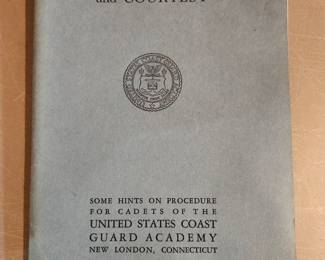 and COURTESY
SOME HINTS ON PROCEDURE
FOR CADETS OF THE
UNITED STATES COAST
GUARD ACADEMY
NEW LONDON, CONNECTICUT